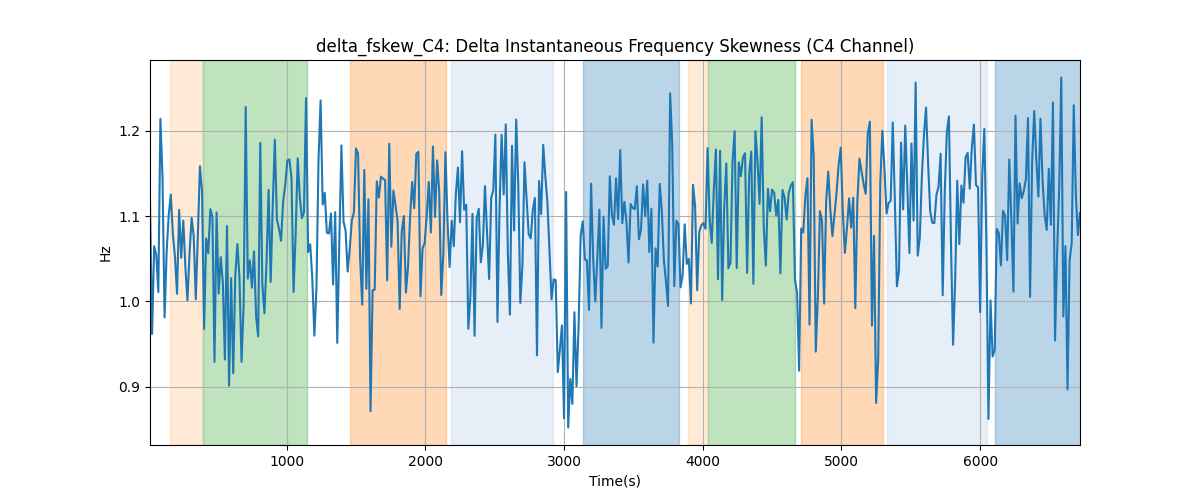 delta_fskew_C4: Delta Instantaneous Frequency Skewness (C4 Channel)
1.2
1.1
1.0
0.9
Hz
1000 2000 3000 4000 5000 6000
Time(s)